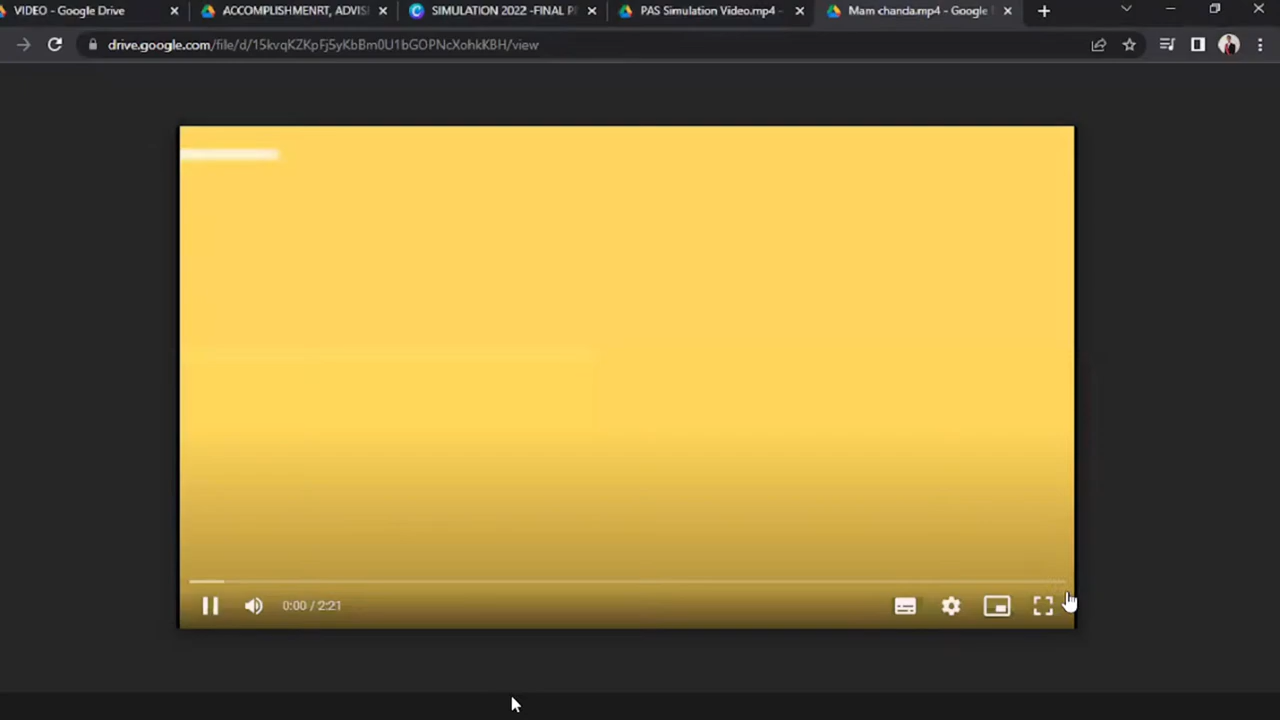 VIDEO - Google Drive
ACCOMPLISHMENRT, ADVIS
SIMULATION 2022 -FINAL P
PAS Simulation Video.mp4 -
Mam chanda.mp4 - Google
drive.google.com/file/d/15kvqKZKpFj5yKbBm0U1bGOPNcXohkKBH/view
0:00 / 2:21